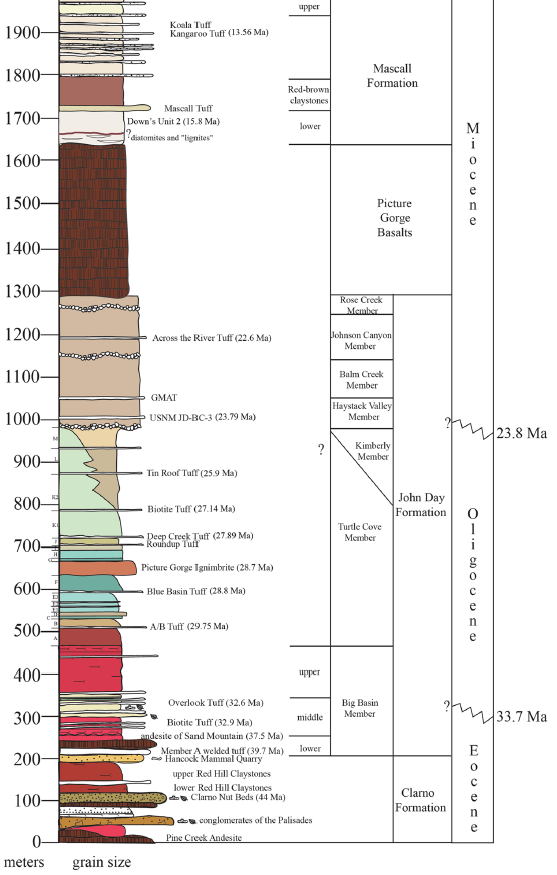 upper
1900
Koala Tuff
Kangaroo Tuff (13.56 Ma)
1800
Mascall
Formation
Red-brown
claystones
Mascall Tuff
1700
Down's Unit 2 (15.8 Ma)
lower
?
diatomites and "lignites"
Miocene
1600
1500
Picture
Gorge
Basalts
1400
1300
Rose Creek
Member
1200
Across the River Tuff (22.6 Ma)
Johnson Canyon
Member
1100
Balm Creek
Member
GMAT
Haystack Valley
Member
1000
USNM JD-BC-3 (23.79 Ma)
?
23.8 Ma
M
Kimberly
Member
?
900
L
Tin Roof Tuff (25.9 Ma)
K2
800
Biotite Tuff (27.14 Ma)
John Day
Formation
Oligocene
K1
Deep Creek Tuff (27.89 Ma)
Turtle Cove
Member
700
Roundup Tuff
H
Picture Gorge Ignimbrite (28.7 Ma)
600
F
Blue Basin Tuff (28.8 Ma)
C
B
A/B Tuff (29.75 Ma)
500
A
400
upper
Big Basin
Member
Overlook Tuff (32.6 Ma)
?
300
Biotite Tuff (32.9 Ma)
middle
33.7 Ma
andesite of Sand Mountain (37.5 Ma)
Member A welded tuff (39.7 Ma)
lower
200
Hancock Mammal Quarry
upper Red Hill Claystones
Eocene
lower Red Hill Claystones
100
Clarno Nut Beds (44 Ma)
Clarno
Formation
conglomerates of the Palisades
0
Pine Creek Andesite
meters
grain size